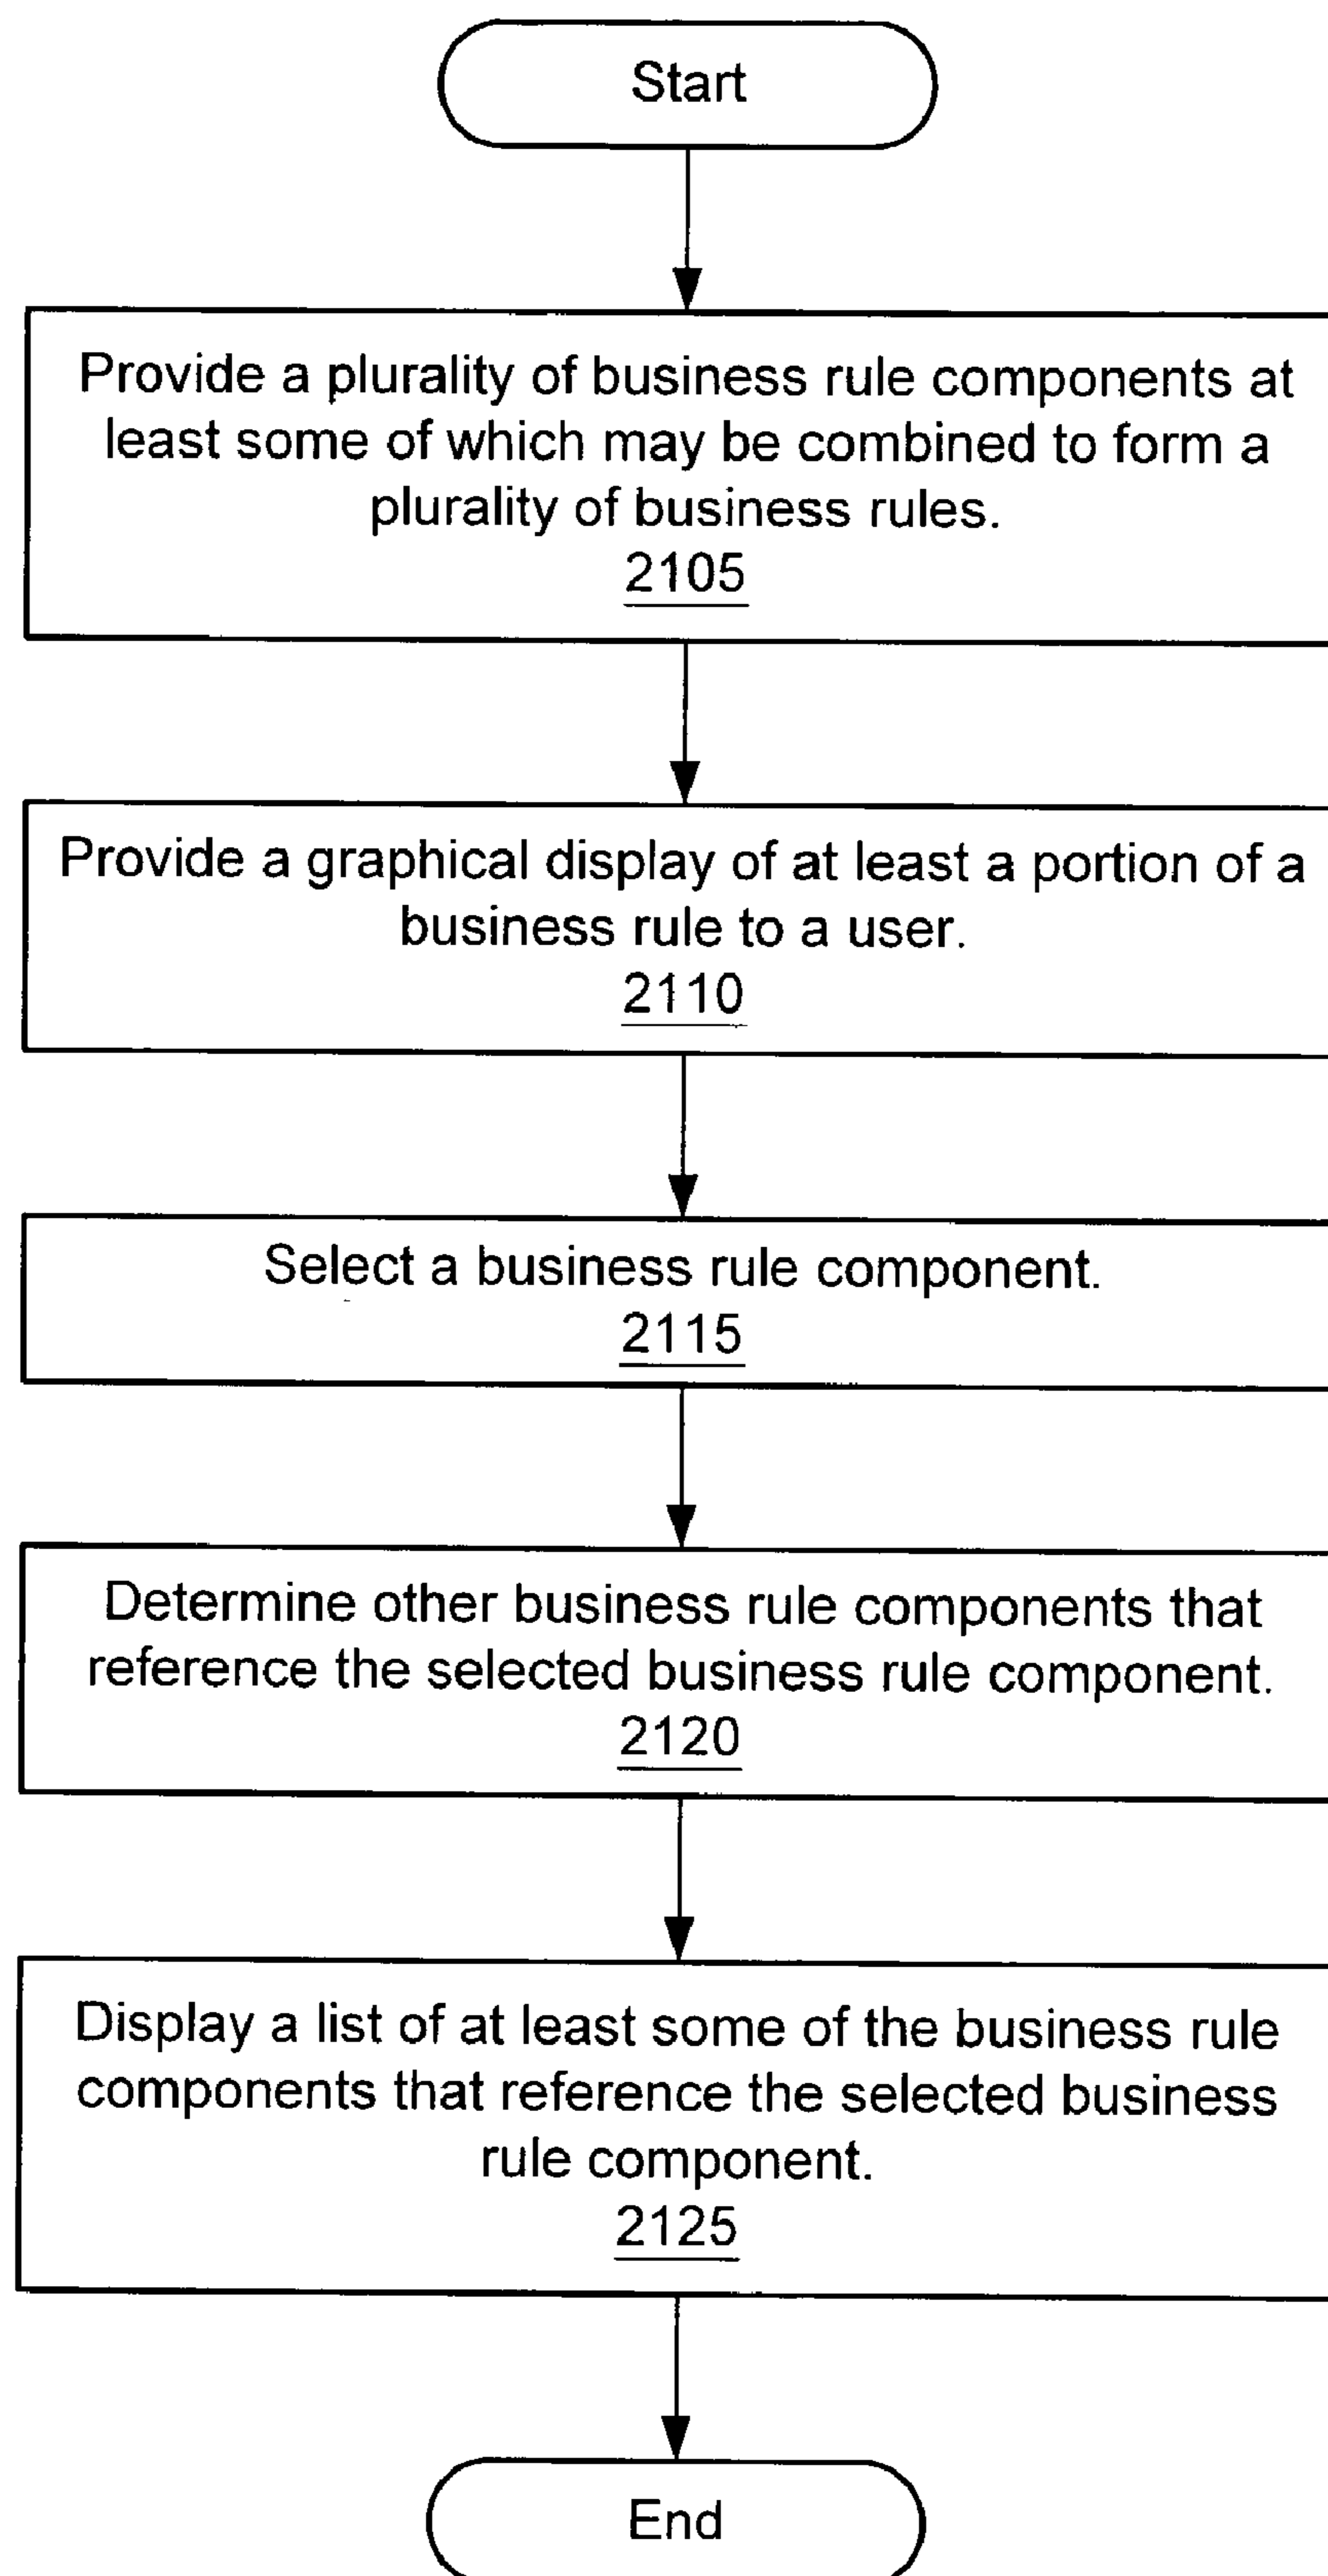 Start
Provide a plurality of business rule components at
least some of which may be combined to form a
plurality of business rules.
2105
Provide a graphical display of at least a portion of a
business rule to a user.
2110
Select a business rule component.
2115
Determine other business rule components that
reference the selected business rule component.
2120
Display a list of at least some of the business rule
components that reference the selected business
rule component.
2125
End